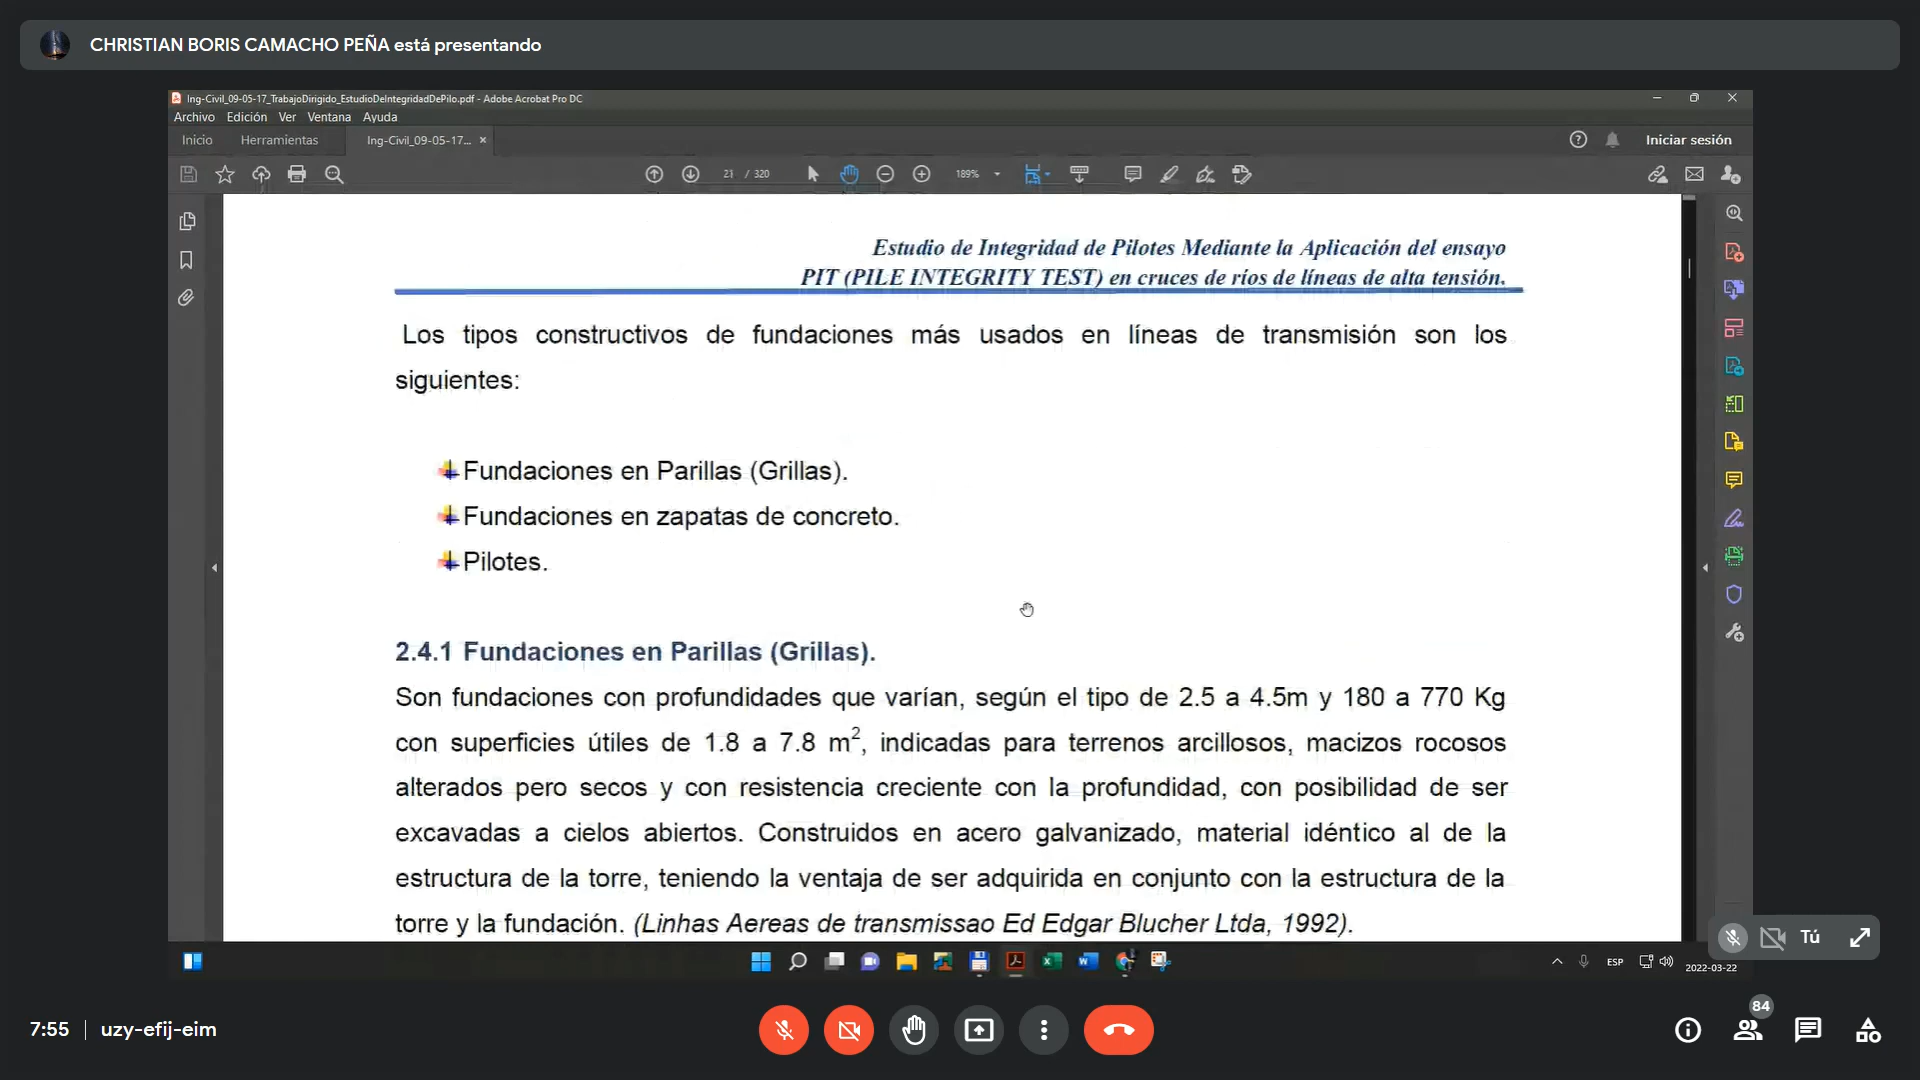 CHRISTIAN BORIS CAMACHO PEÑA está presentando
Ing-Civil_09-05-17_TrabajoDirigido_EstudioDeIntegridadDePilo.pdf - Adobe Acrobat Pro DC
Archivo Edición Ver Ventana Ayuda
Inicio Herramientas Ing-Civil_09-05-17... × Iniciar sesión
21 / 320 189%
Estudio de Integridad de Pilotes Mediante la Aplicación del ensayo
PIT (PILE INTEGRITY TEST) en cruces de ríos de líneas de alta tensión.
Los tipos constructivos de fundaciones más usados en líneas de transmisión son los
siguientes:
Fundaciones en Parillas (Grillas).
Fundaciones en zapatas de concreto.
Pilotes.
2.4.1 Fundaciones en Parillas (Grillas).
Son fundaciones con profundidades que varían, según el tipo de 2.5 a 4.5m y 180 a 770 Kg
con superficies útiles de 1.8 a 7.8 m², indicadas para terrenos arcillosos, macizos rocosos
alterados pero secos y con resistencia creciente con la profundidad, con posibilidad de ser
excavadas a cielos abiertos. Construidos en acero galvanizado, material idéntico al de la
estructura de la torre, teniendo la ventaja de ser adquirida en conjunto con la estructura de la
torre y la fundación. (Linhas Aereas de transmissao Ed Edgar Blucher Ltda, 1992).
Tú
ESP
2022-03-22
7:55 | uzy-efij-eim
84